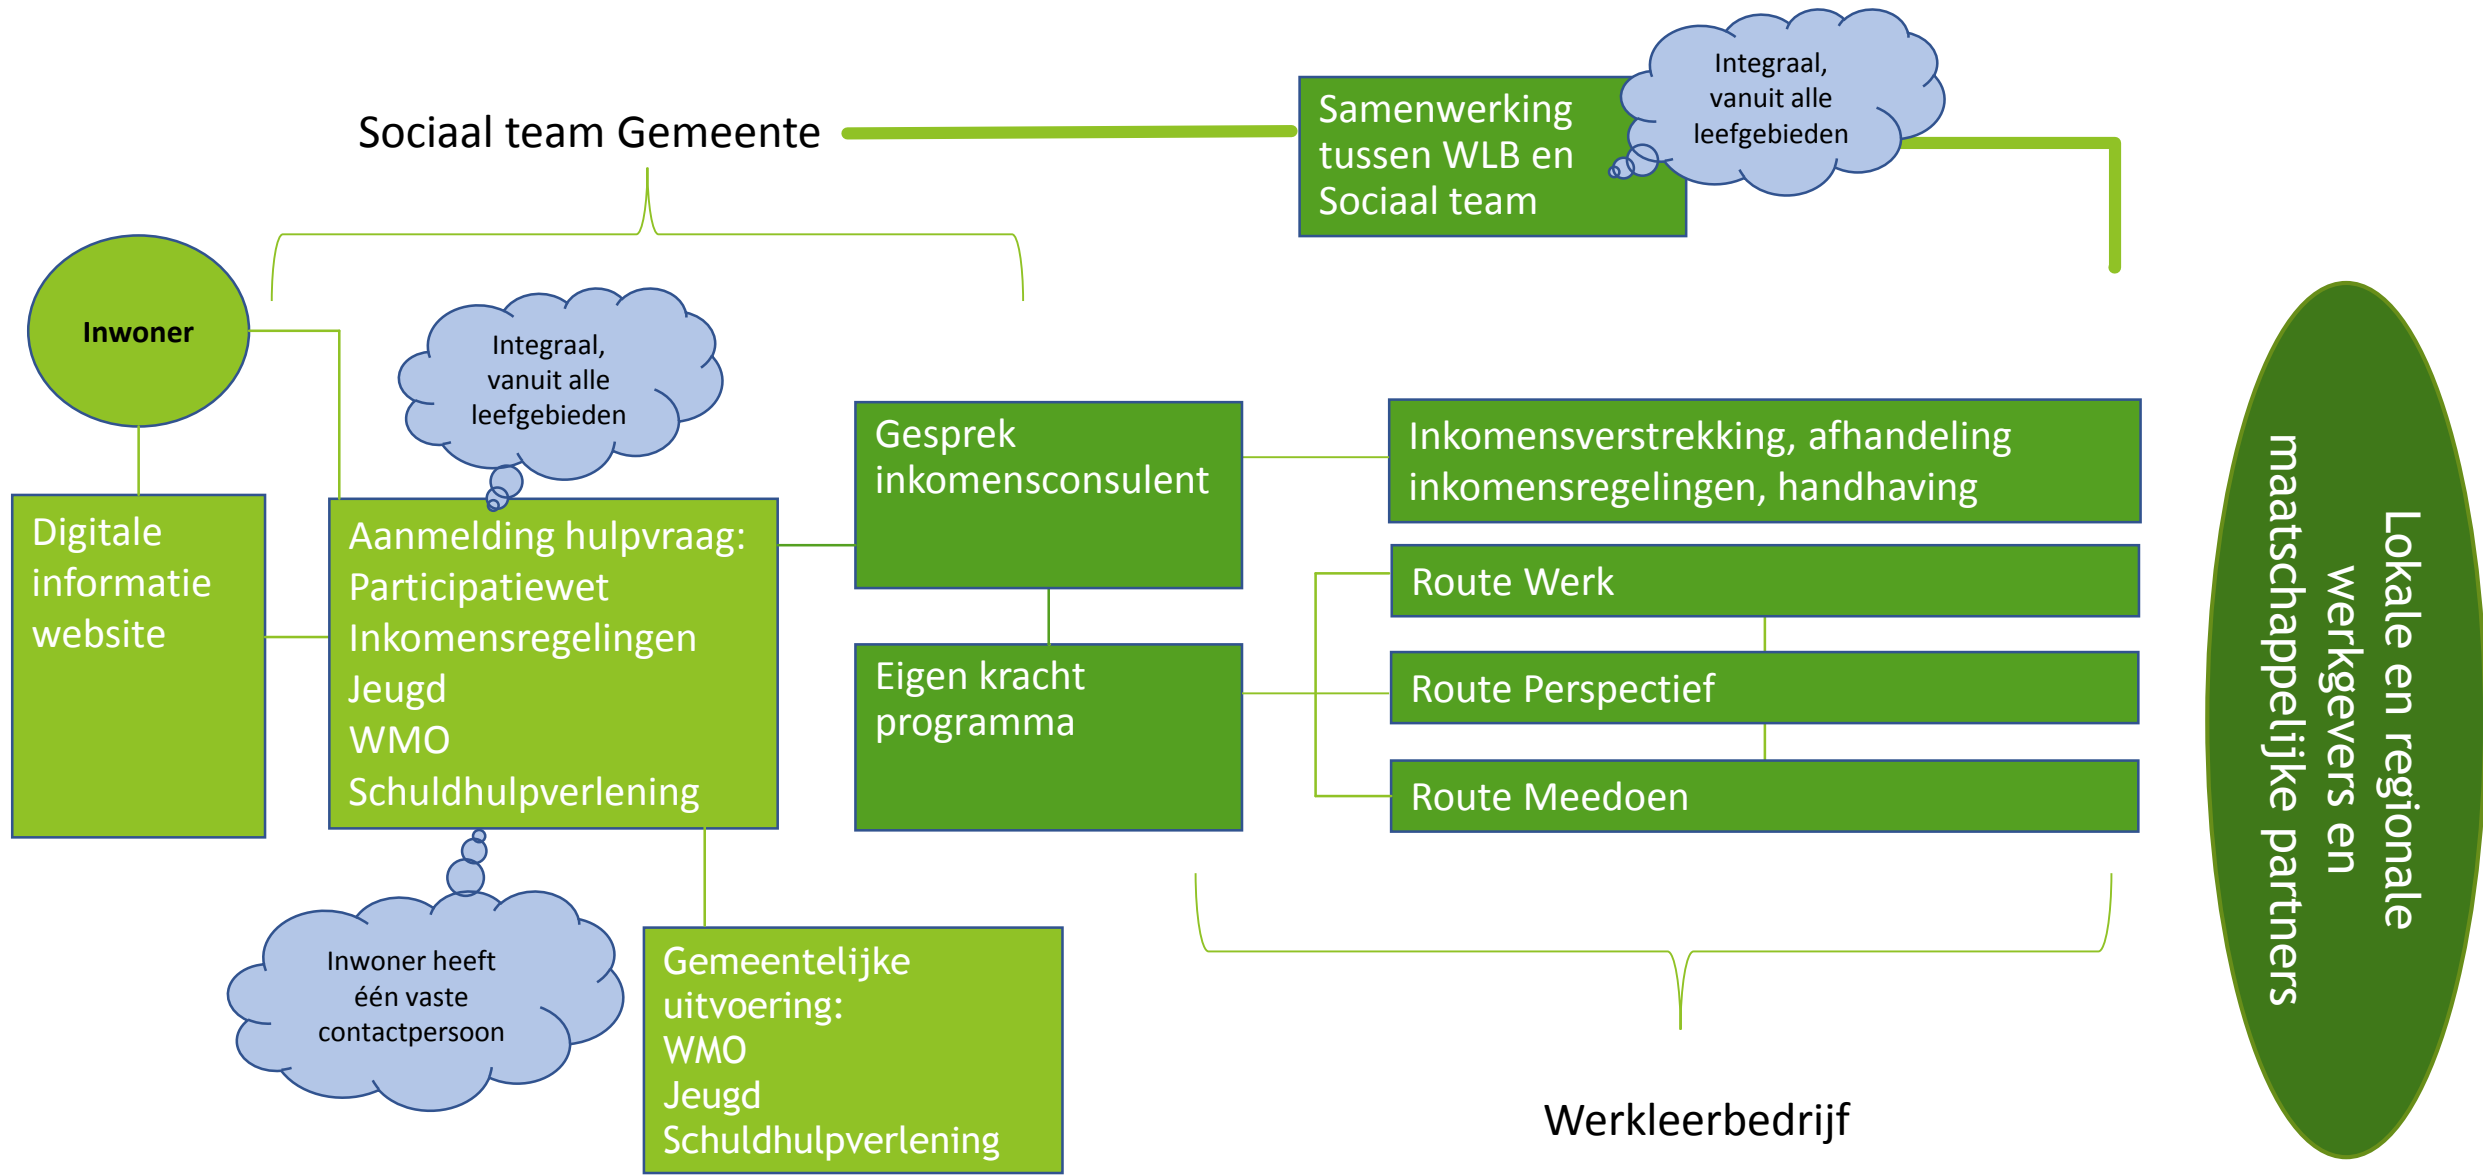 Integraal,
vanuit alle
leefgebieden
Samenwerking
tussen WLB en
Sociaal team
Sociaal team Gemeente
Inwoner
Integraal,
vanuit alle
leefgebieden
Digitale
informatie
website
Aanmelding hulpvraag:
Participatiewet
Inkomensregelingen
Jeugd
WMO
Schuldhulpverlening
Gesprek
inkomensconsulent
Inkomensverstrekking, afhandeling
inkomensregelingen, handhaving
Eigen kracht
programma
Route Werk
Route Perspectief
Route Meedoen
Lokale en regionale
werkgevers en
maatschappelijke partners
Inwoner heeft
één vaste
contactpersoon
Gemeentelijke
uitvoering:
WMO
Jeugd
Schuldhulpverlening
Werkleerbedrijf